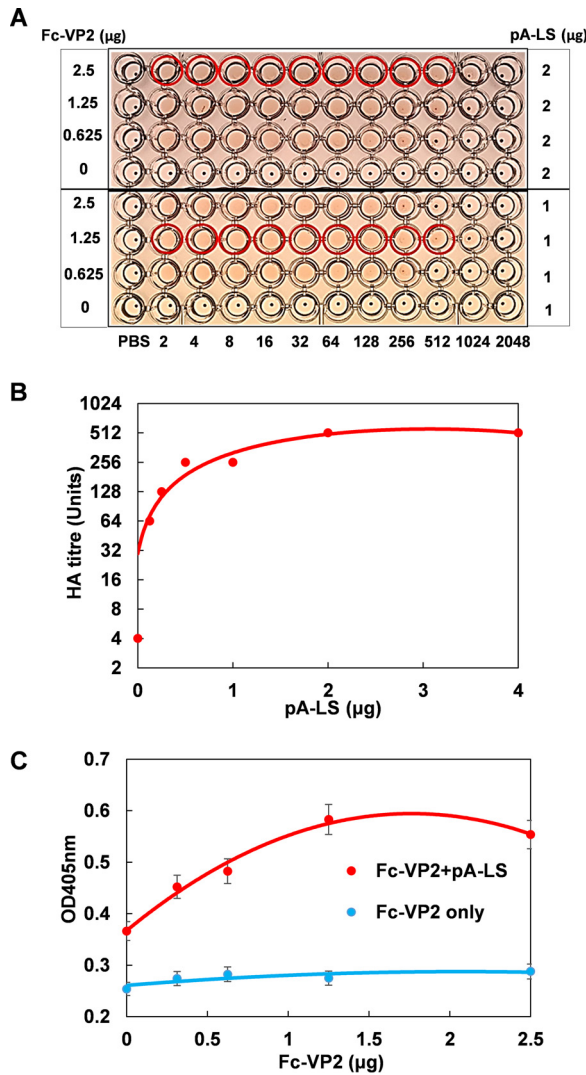 A
Fc-VP2 (μg)
pA-LS (μg)
2.5 2
1.25 2
0.625 2
0 2
2.5 1
1.25 1
0.625 1
0 1
PBS 2 4 8 16 32 64 128 256 512 1024 2048
B
1024
512
256
128
64
32
16
8
4
2
HA titre (Units)
0 1 2 3 4
pA-LS (μg)
C
0.7
0.6
0.5
0.4
0.3
0.2
OD405nm
Fc-VP2+pA-LS
Fc-VP2 only
0 0.5 1 1.5 2 2.5
Fc-VP2 (μg)